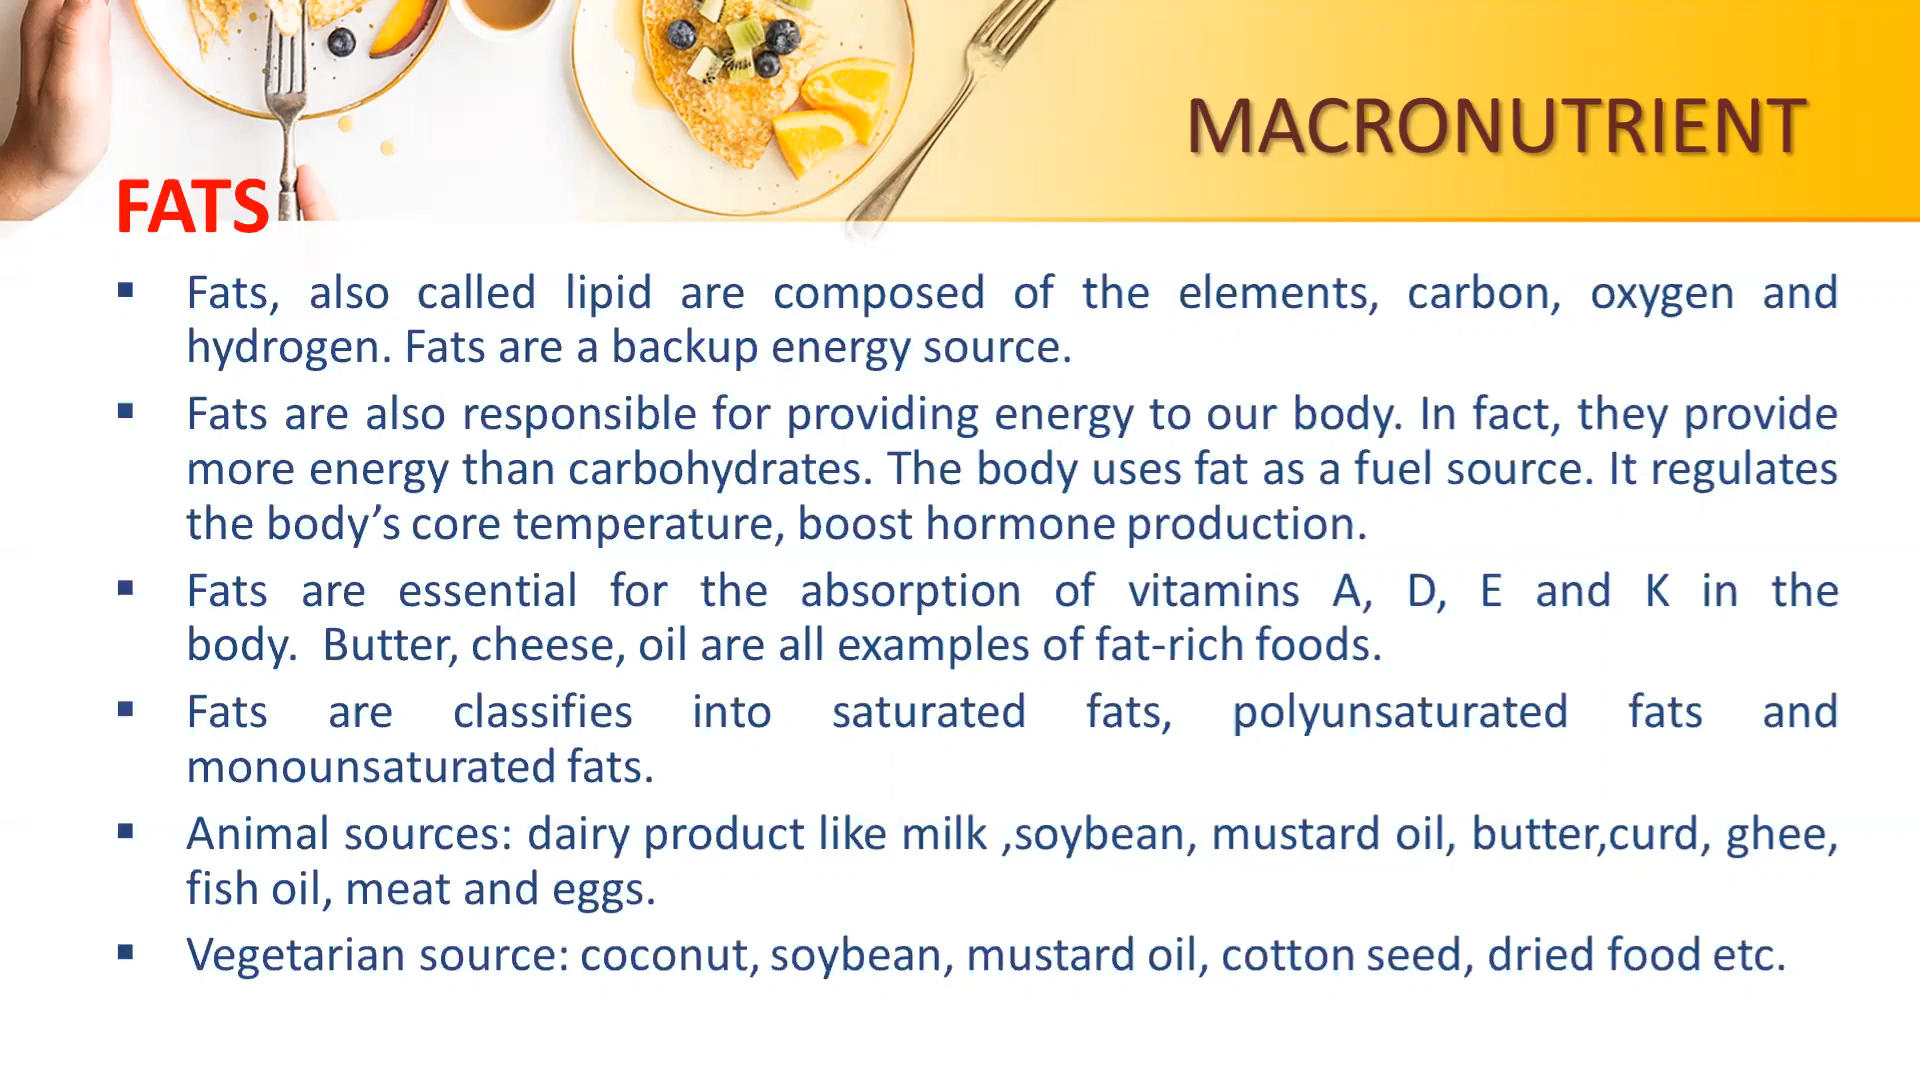 MACRONUTRIENT
FATS
▪ Fats, also called lipid are composed of the elements, carbon, oxygen and
hydrogen. Fats are a backup energy source.
▪ Fats are also responsible for providing energy to our body. In fact, they provide
more energy than carbohydrates. The body uses fat as a fuel source. It regulates
the body’s core temperature, boost hormone production.
▪ Fats are essential for the absorption of vitamins A, D, E and K in the
body. Butter, cheese, oil are all examples of fat-rich foods.
▪ Fats are classifies into saturated fats, polyunsaturated fats and
monounsaturated fats.
▪ Animal sources: dairy product like milk ,soybean, mustard oil, butter,curd, ghee,
fish oil, meat and eggs.
▪ Vegetarian source: coconut, soybean, mustard oil, cotton seed, dried food etc.